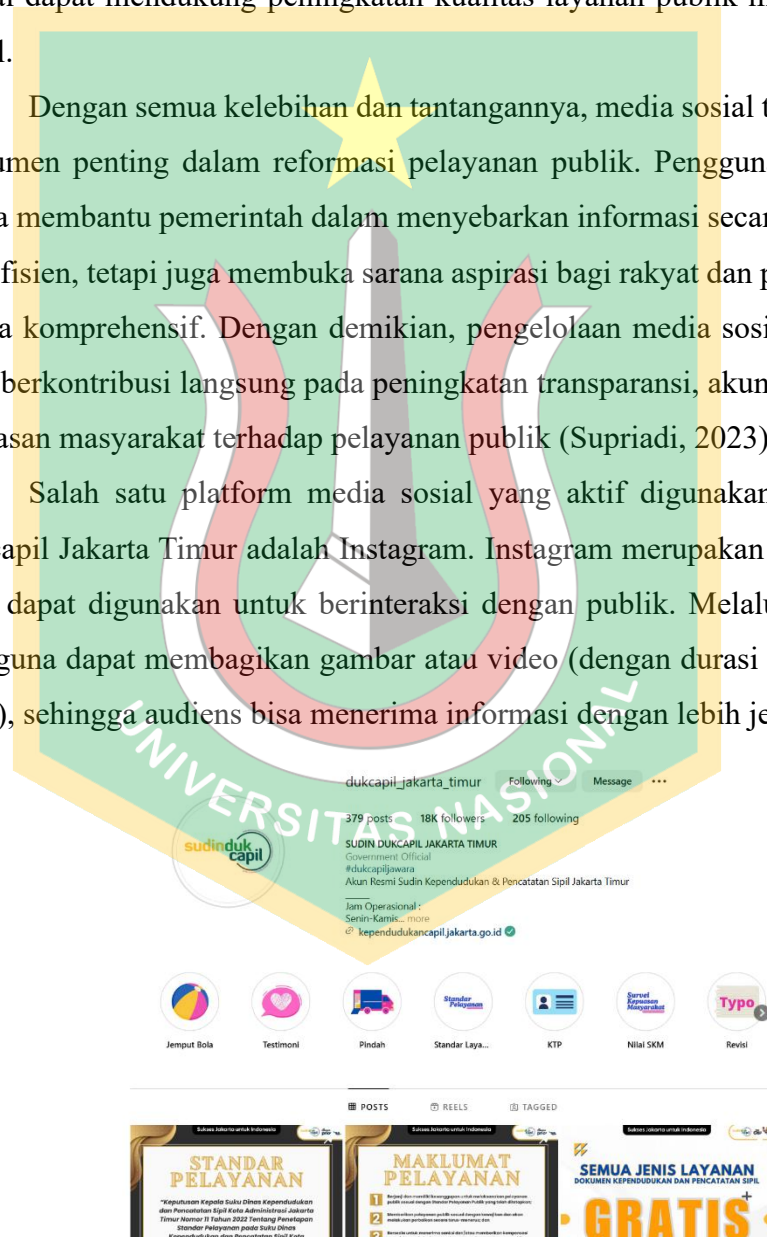 l.
Dengan semua kelebihan dan tantangannya, media sosial t
umen penting dalam reformasi pelayanan publik. Penggun
a membantu pemerintah dalam menyebarkan informasi secar
fisien, tetapi juga membuka sarana aspirasi bagi rakyat dan p
a komprehensif. Dengan demikian, pengelolaan media sosi
berkontribusi langsung pada peningkatan transparansi, akun
asan masyarakat terhadap pelayanan publik (Supriadi, 2023)
Salah satu platform media sosial yang aktif digunakan
capil Jakarta Timur adalah Instagram. Instagram merupakan
dapat digunakan untuk berinteraksi dengan publik. Melalu
guna dapat membagikan gambar atau video (dengan durasi
), sehingga audiens bisa menerima informasi dengan lebih je
UNIVERSITAS NASIONAL
dukcapil_jakarta_timur Following Message
379 posts 18K followers 205 following
sudindukcapil
SUDIN DUKCAPIL JAKARTA TIMUR
Government Official
#dukcapiljawara
Akun Resmi Sudin Kependudukan & Pencatatan Sipil Jakarta Timur
Jam Operasional :
Senin-Kamis... more
kependudukancapil.jakarta.go.id
Standar Pelayanan
Survei Kepuasan Masyarakat
Typo
Jemput Bola Testimoni Pindah Standar Laya... KTP Nilai SKM Revisi
POSTS REELS TAGGED
Sukses Jakarta untuk Indonesia Sukses Jakarta untuk Indonesia Sukses Jakarta untuk Indonesia
STANDAR
PELAYANAN
"Keputusan Kepala Suku Dinas Kependudukan
dan Pencatatan Sipil Kota Administrasi Jakarta
Timur Nomor 11 Tahun 2022 Tentang Penetapan
Standar Pelayanan pada Suku Dinas
Kependudukan dan Pencatatan Sipil Kota
MAKLUMAT
PELAYANAN
1
2
3
SEMUA JENIS LAYANAN
DOKUMEN KEPENDUDUKAN DAN PENCATATAN SIPIL
GRATIS